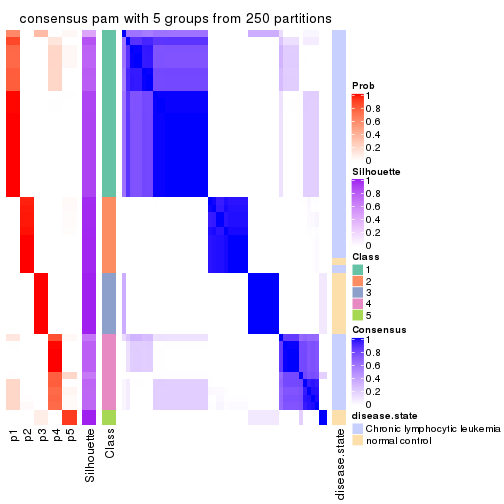 consensus pam with 5 groups from 250 partitions
Prob
1
0.8
0.6
0.4
0.2
0
Silhouette
1
0.8
0.6
0.4
0.2
0
Class
1
2
3
4
5
Consensus
1
0.8
0.6
0.4
0.2
0
disease.state
Chronic lymphocytic leukemia
normal control
p1
p2
p3
p4
p5
Silhouette
Class
disease.state